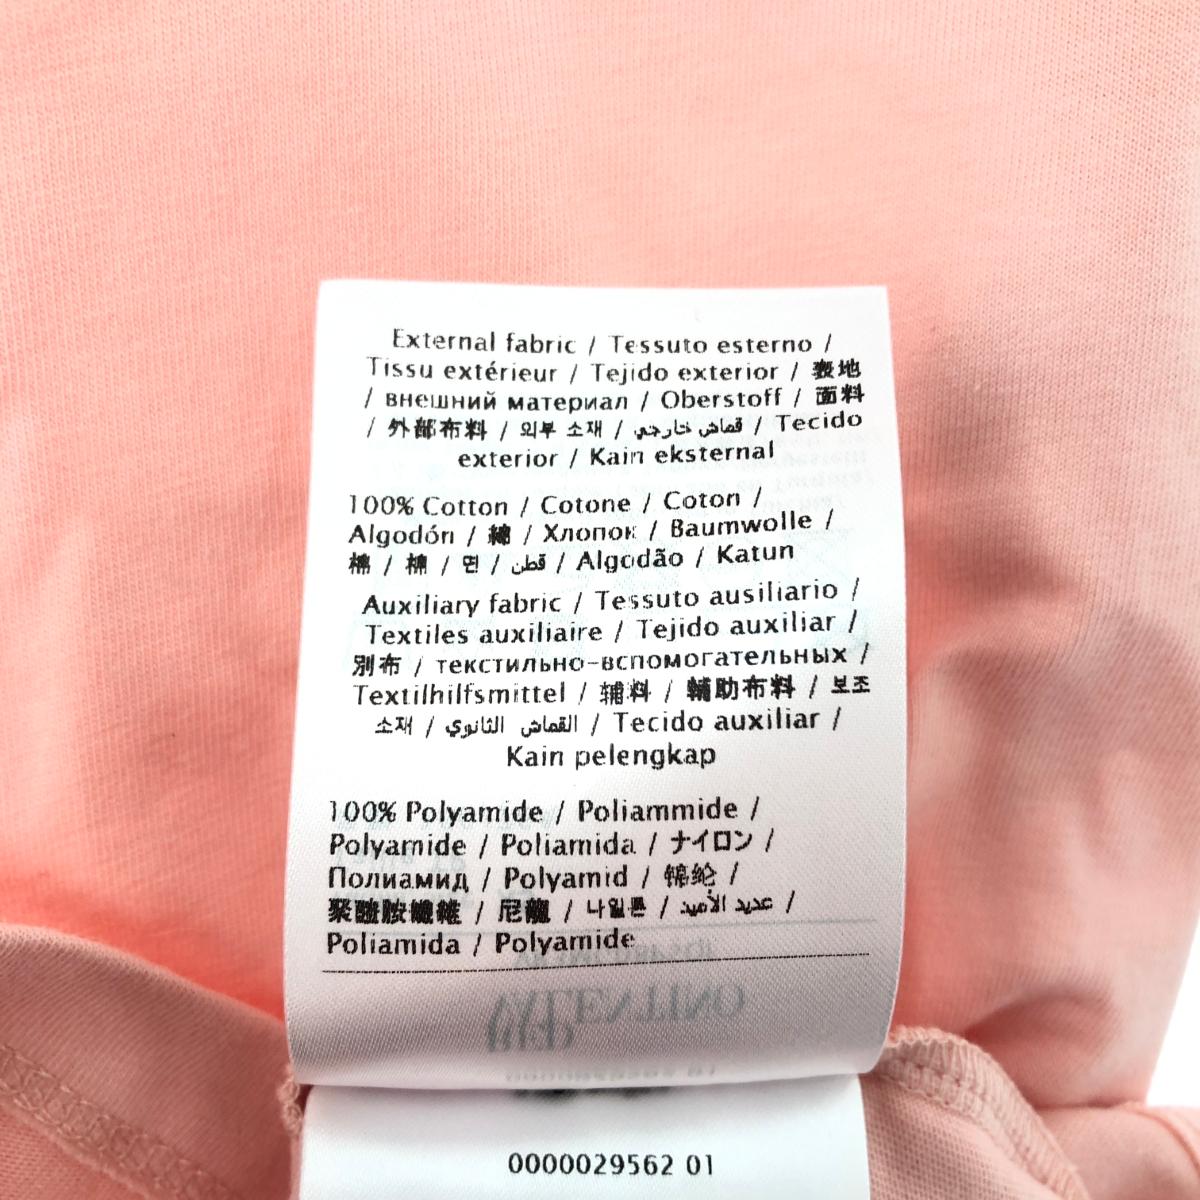 External fabric / Tessuto esterno /
Tissu extérieur / Tejido exterior / 表地
/ внешний материал / Oberstoff / 面料
/ 外部布料 / 외부 소재 / قماش خارجي / Tecido
exterior / Kain eksternal
100% Cotton / Cotone / Coton /
Algodón / 綿 / Хлопок / Baumwolle /
棉 / 棉 / 면 / قطن / Algodão / Katun
Auxiliary fabric / Tessuto ausiliario /
Textiles auxiliaire / Tejido auxiliar /
別布 / текстильно-вспомогательных /
Textilhilfsmittel / 辅料 / 輔助布料 / 보조
소재 / القماش الثانوي / Tecido auxiliar /
Kain pelengkap
100% Polyamide / Poliammide /
Polyamide / Poliamida / ナイロン /
Полиамид / Polyamid / 锦纶 /
聚醯胺纖維 / 尼龍 / 나일론 / عديد الأميد /
Poliamida / Polyamide
RED
VALENTINO
0000029562 01